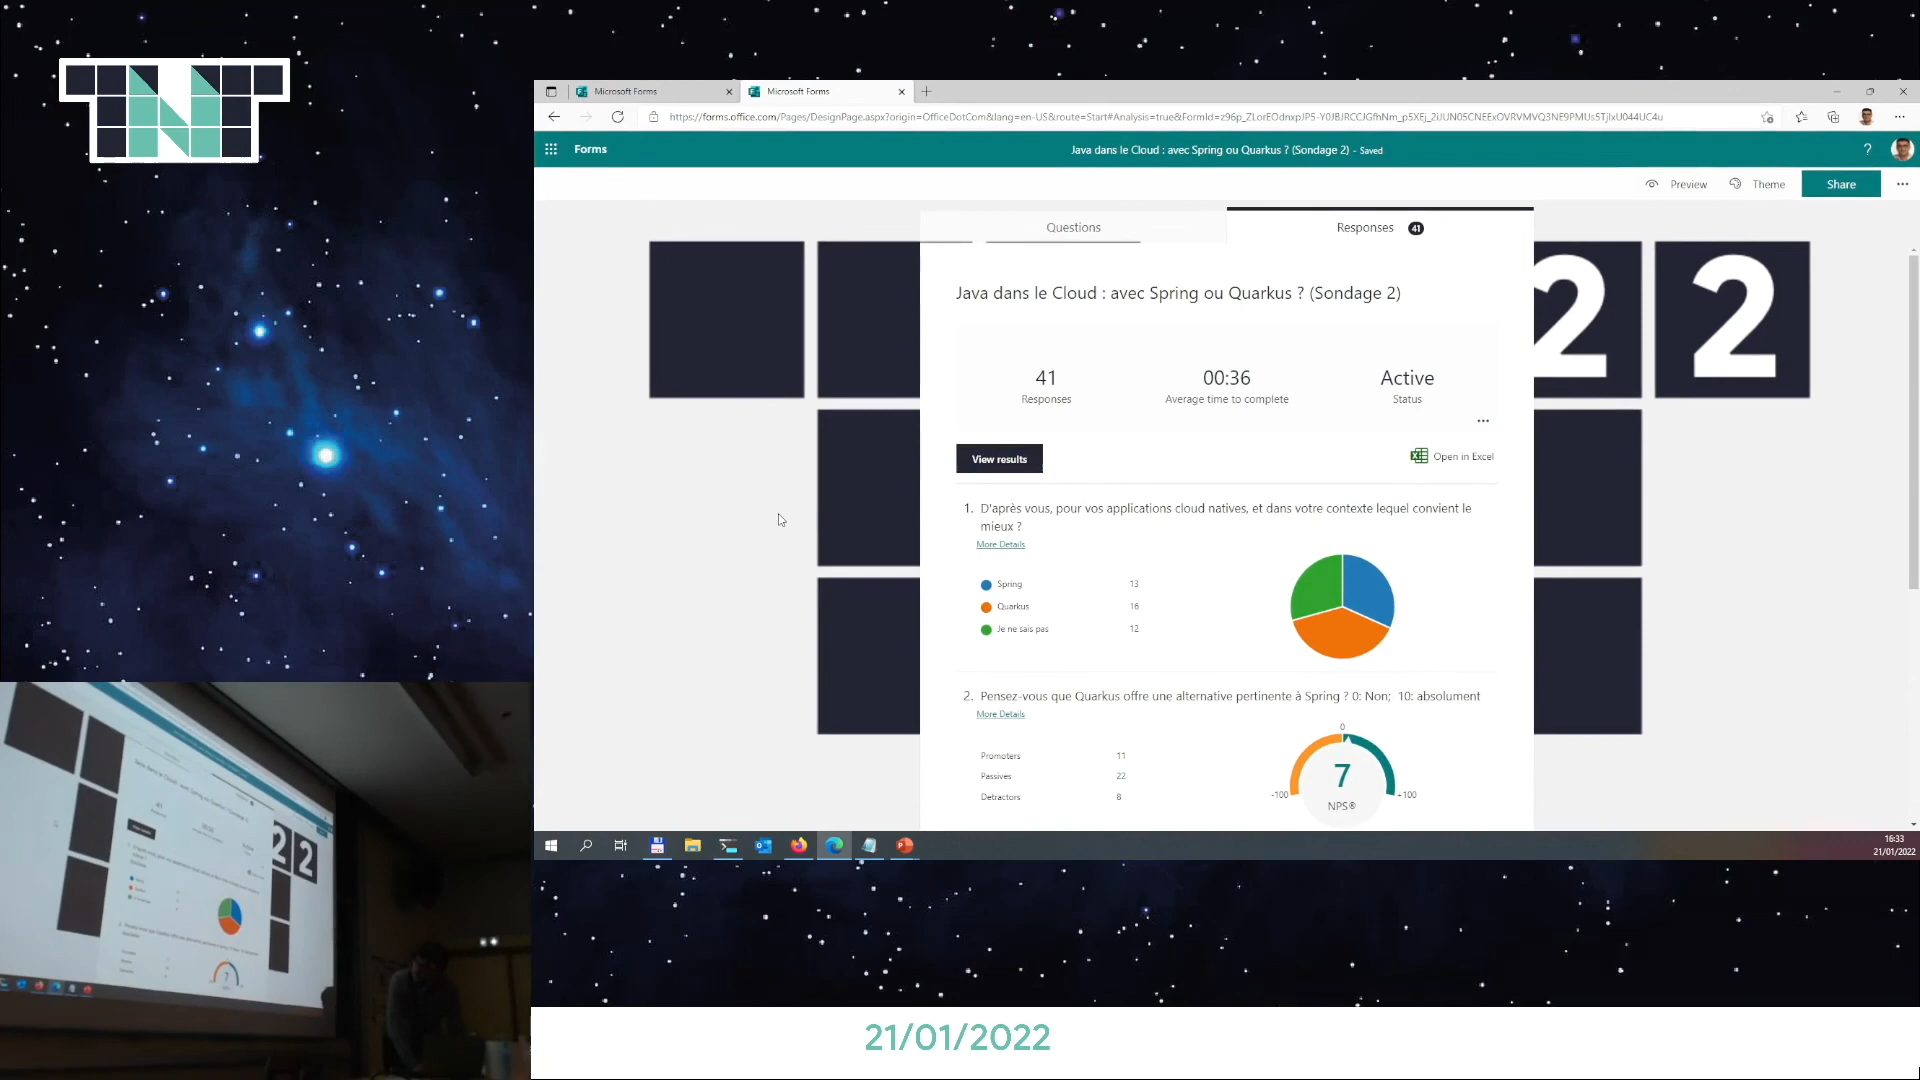 TNT
Microsoft Forms
Microsoft Forms
Forms
Java dans le Cloud : avec Spring ou Quarkus ? (Sondage 2) - Saved
?
Preview
Theme
Share
Questions
Responses 41
Java dans le Cloud : avec Spring ou Quarkus ? (Sondage 2)
2 2
41
Responses
00:36
Average time to complete
Active
Status
View results
Open in Excel
1. D'après vous, pour vos applications cloud natives, et dans votre contexte lequel convient le
mieux ?
More Details
Spring 13
Quarkus 16
Je ne sais pas 12
2. Pensez-vous que Quarkus offre une alternative pertinente à Spring ? 0: Non; 10: absolument
More Details
Promoters 11
Passives 22
Detractors 8
0
7
NPS®
-100
+100
16:33
21/01/2022
21/01/2022